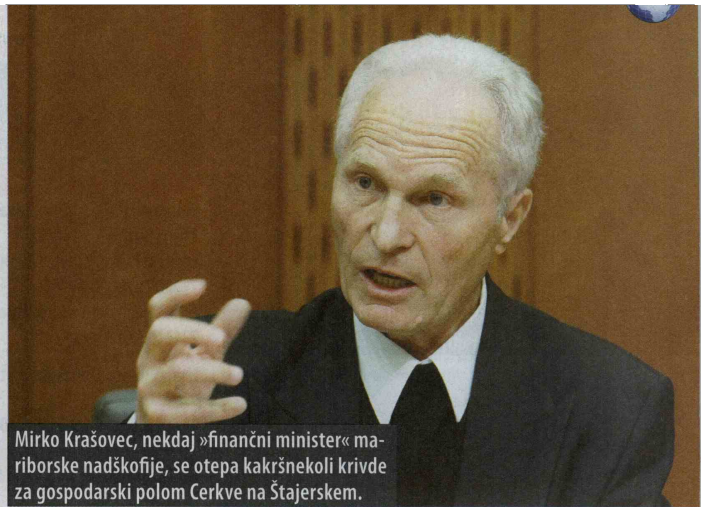 Mirko Krašovec, nekdaj »finančni minister« ma-
riborske nadškofije, se otepa kakršnekoli krivde
za gospodarski polom Cerkve na Štajerskem.